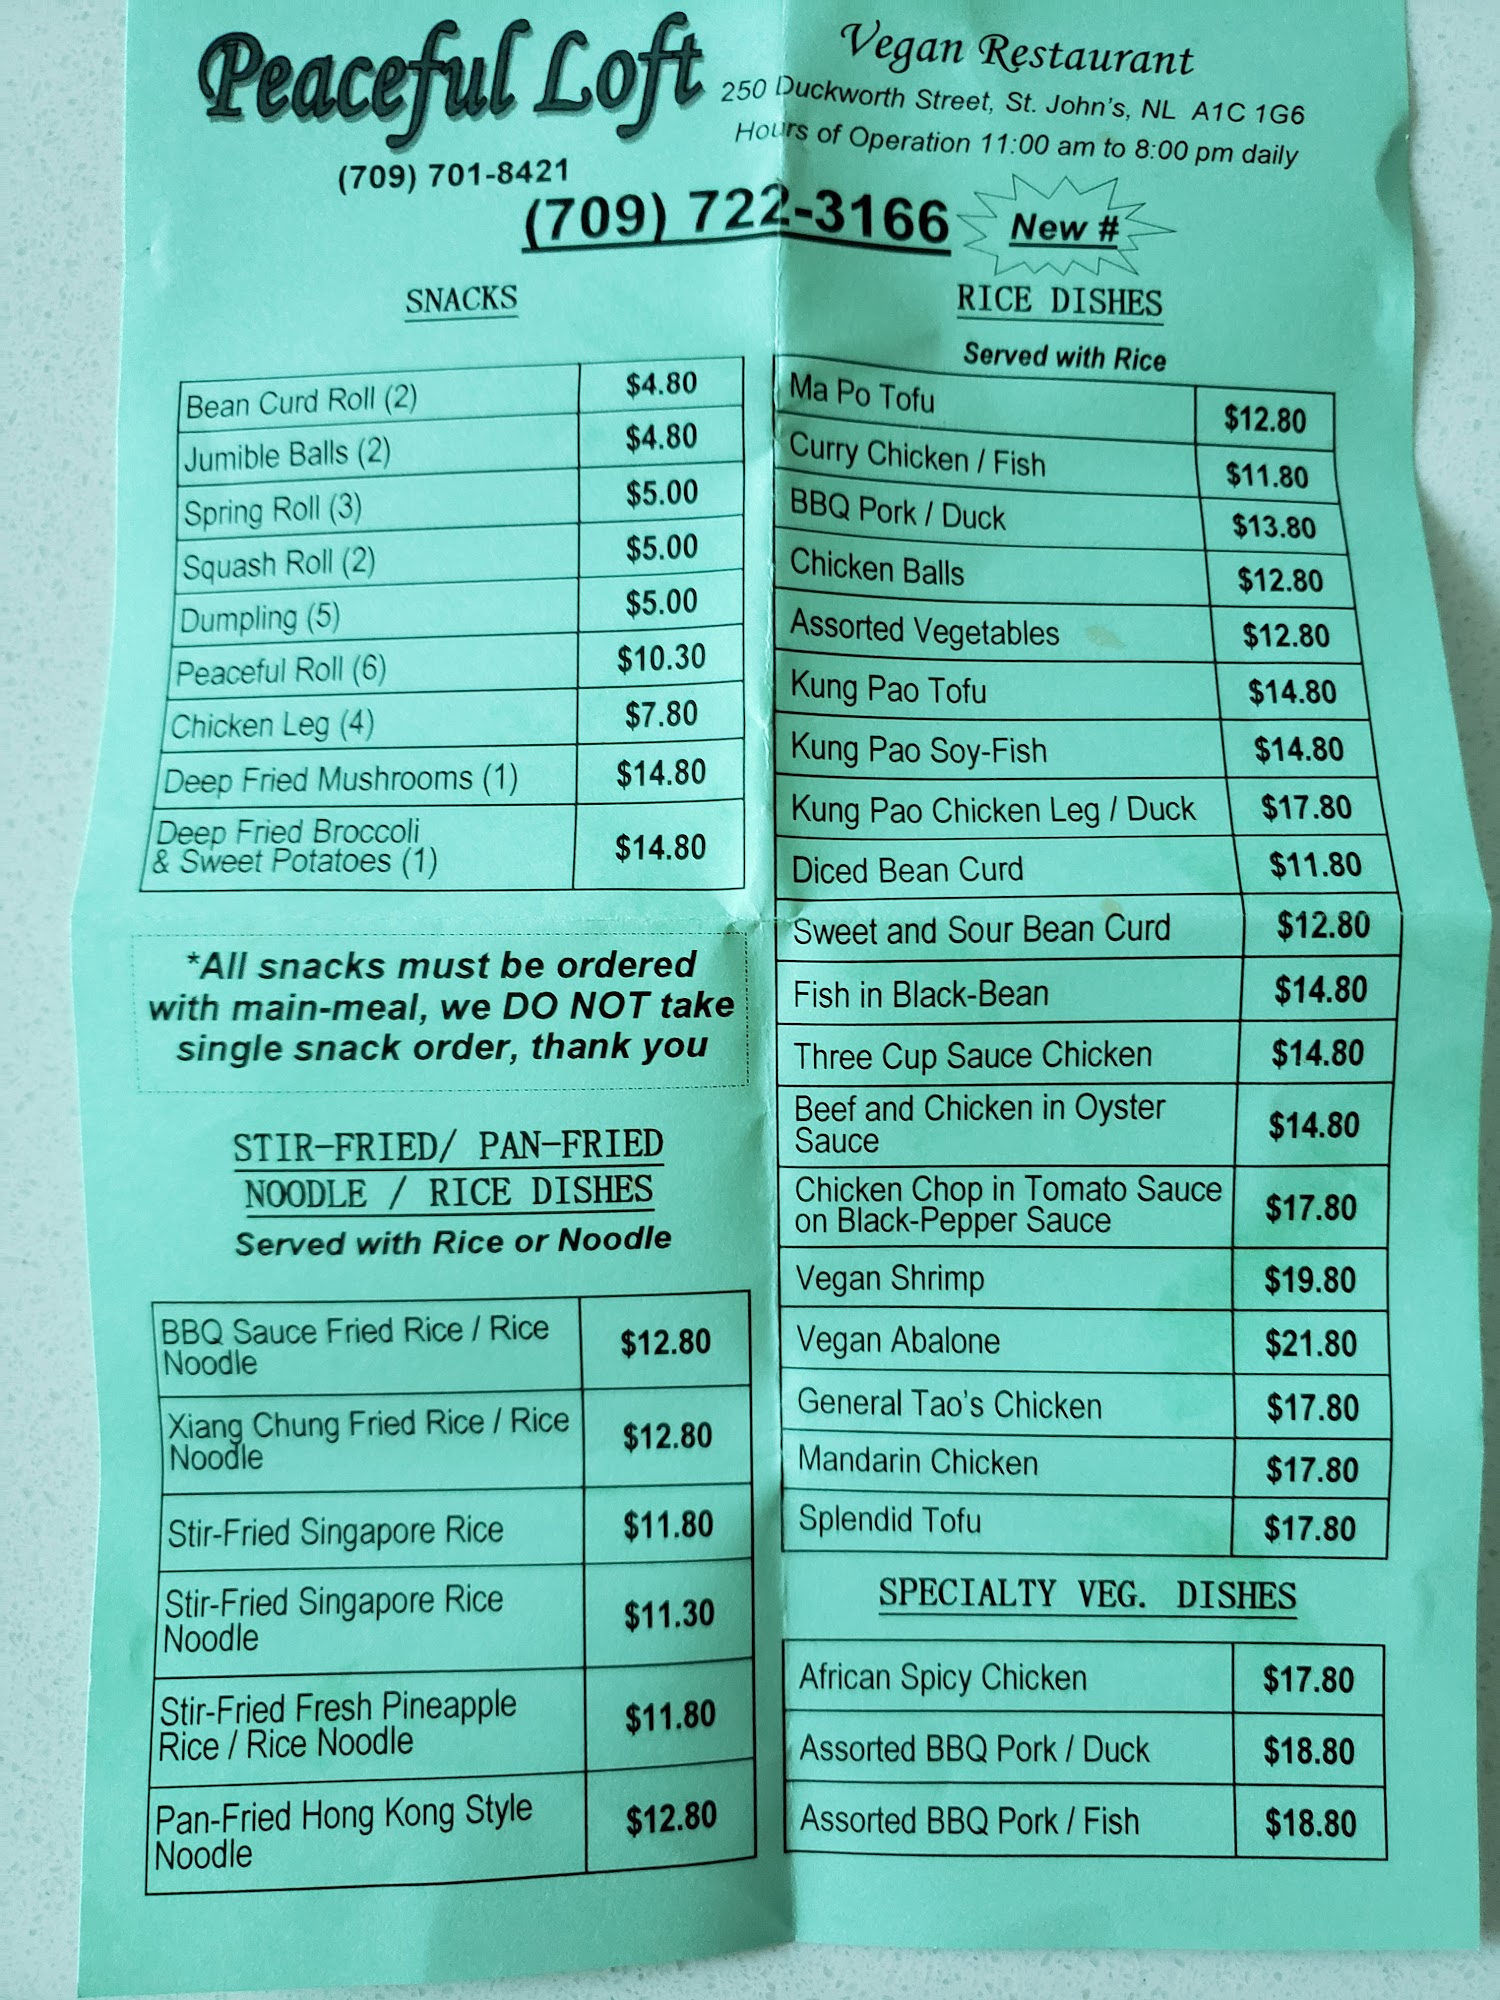 Peaceful Loft
Vegan Restaurant
250 Duckworth Street, St. John's, NL A1C 1G6
Hours of Operation 11:00 am to 8:00 pm daily
(709) 701-8421
(709) 722-3166
New #
SNACKS
Bean Curd Roll (2) $4.80
Jumible Balls (2) $4.80
Spring Roll (3) $5.00
Squash Roll (2) $5.00
Dumpling (5) $5.00
Peaceful Roll (6) $10.30
Chicken Leg (4) $7.80
Deep Fried Mushrooms (1) $14.80
Deep Fried Broccoli
& Sweet Potatoes (1) $14.80
*All snacks must be ordered
with main-meal, we DO NOT take
single snack order, thank you
STIR-FRIED/ PAN-FRIED
NOODLE / RICE DISHES
Served with Rice or Noodle
BBQ Sauce Fried Rice / Rice
Noodle $12.80
Xiang Chung Fried Rice / Rice
Noodle $12.80
Stir-Fried Singapore Rice $11.80
Stir-Fried Singapore Rice
Noodle $11.30
Stir-Fried Fresh Pineapple
Rice / Rice Noodle $11.80
Pan-Fried Hong Kong Style
Noodle $12.80
RICE DISHES
Served with Rice
Ma Po Tofu $12.80
Curry Chicken / Fish $11.80
BBQ Pork / Duck $13.80
Chicken Balls $12.80
Assorted Vegetables $12.80
Kung Pao Tofu $14.80
Kung Pao Soy-Fish $14.80
Kung Pao Chicken Leg / Duck $17.80
Diced Bean Curd $11.80
Sweet and Sour Bean Curd $12.80
Fish in Black-Bean $14.80
Three Cup Sauce Chicken $14.80
Beef and Chicken in Oyster
Sauce $14.80
Chicken Chop in Tomato Sauce
on Black-Pepper Sauce $17.80
Vegan Shrimp $19.80
Vegan Abalone $21.80
General Tao's Chicken $17.80
Mandarin Chicken $17.80
Splendid Tofu $17.80
SPECIALTY VEG. DISHES
African Spicy Chicken $17.80
Assorted BBQ Pork / Duck $18.80
Assorted BBQ Pork / Fish $18.80